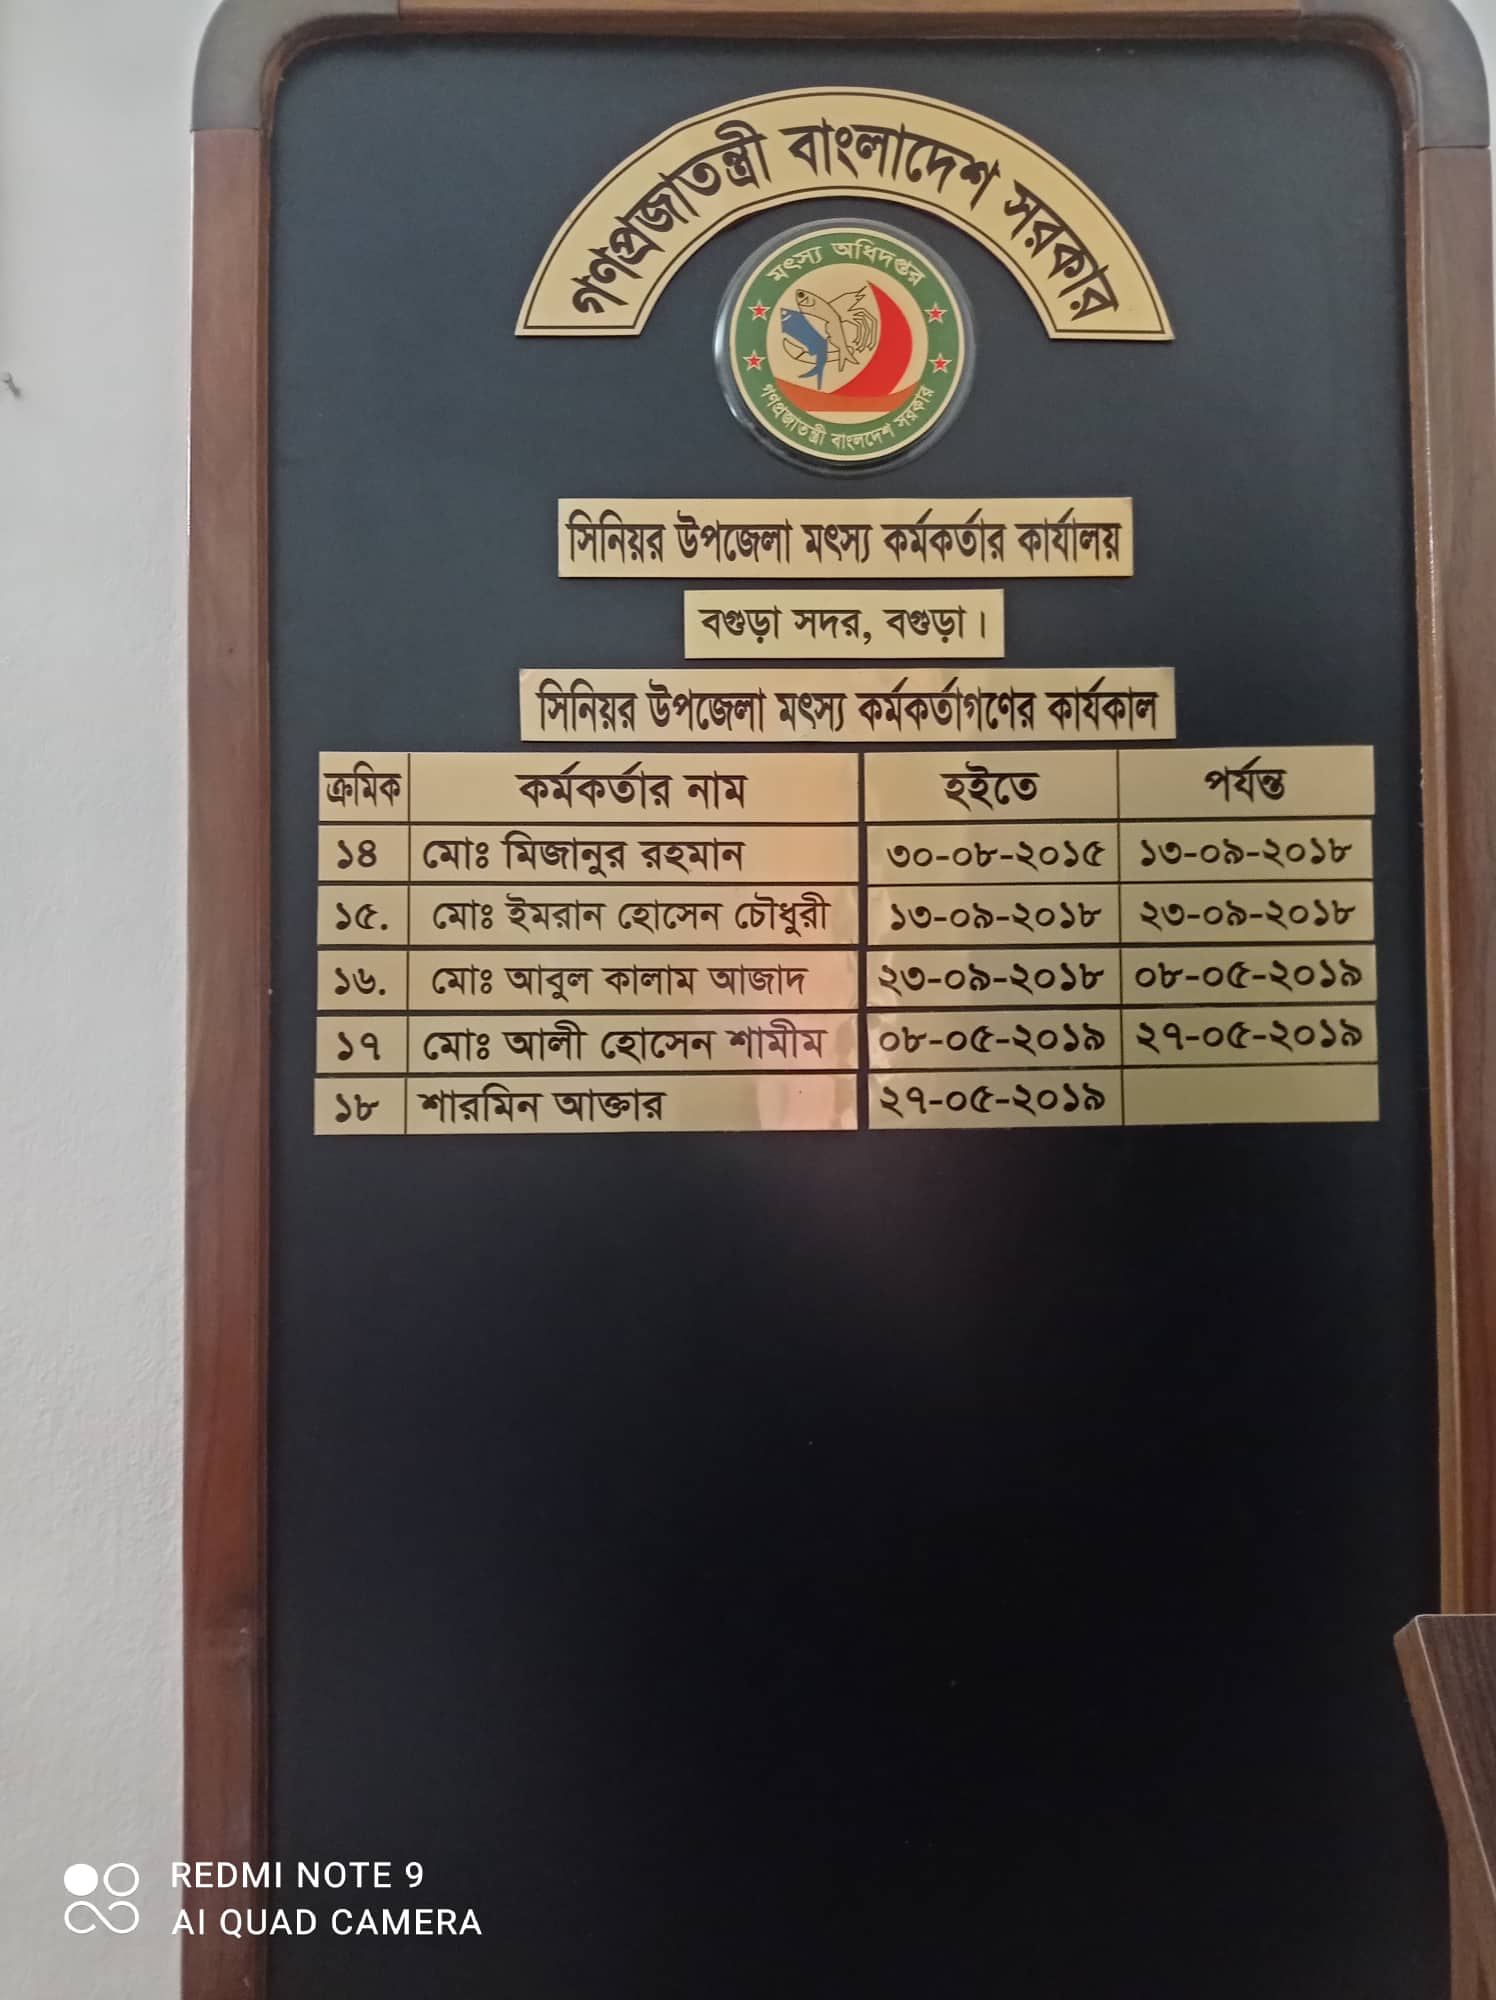 গণপ্রজাতন্ত্রী বাংলাদেশ সরকার
মৎস্য অধিদপ্তর
গণপ্রজাতন্ত্রী বাংলাদেশ সরকার
সিনিয়র উপজেলা মৎস্য কর্মকর্তার কার্যালয়
বগুড়া সদর, বগুড়া।
সিনিয়র উপজেলা মৎস্য কর্মকর্তাগণের কার্যকাল
ক্রমিক কর্মকর্তার নাম হইতে পর্যন্ত
১৪ মোঃ মিজানুর রহমান ৩০-০৮-২০১৫ ১৩-০৯-২০১৮
১৫. মোঃ ইমরান হোসেন চৌধুরী ১৩-০৯-২০১৮ ২৩-০৯-২০১৮
১৬. মোঃ আবুল কালাম আজাদ ২৩-০৯-২০১৮ ০৮-০৫-২০১৯
১৭ মোঃ আলী হোসেন শামীম ০৮-০৫-২০১৯ ২৭-০৫-২০১৯
১৮ শারমিন আক্তার ২৭-০৫-২০১৯
REDMI NOTE 9
AI QUAD CAMERA